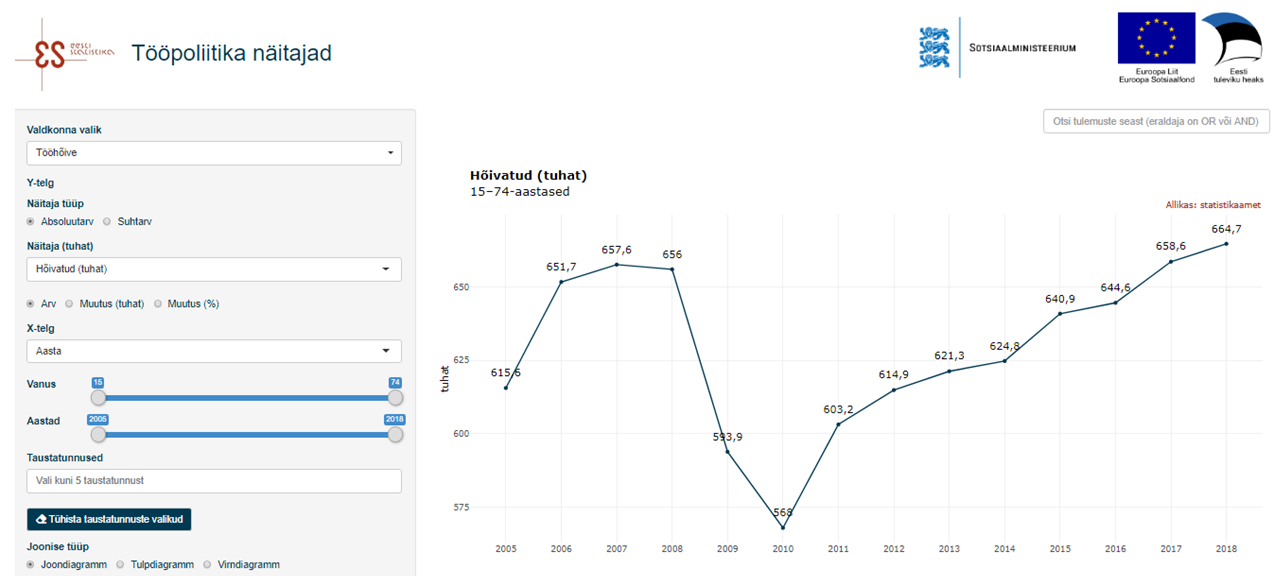 eesti
statistika
Tööpoliitika näitajad
SOTSIAALMINISTEERIUM
Euroopa Liit
Euroopa Sotsiaalfond
Eesti
tuleviku heaks
Valdkonna valik
Tööhõive
Y-telg
Näitaja tüüp
Absoluutarv Suhtarv
Näitaja (tuhat)
Hõivatud (tuhat)
Arv Muutus (tuhat) Muutus (%)
X-telg
Aasta
Vanus
15 74
Aastad
2005 2018
Taustatunnused
Vali kuni 5 taustatunnust
Tühista taustatunnuste valikud
Joonise tüüp
Joondiagramm Tulpdiagramm Virndiagramm
Otsi tulemuste seast (eraldaja on OR või AND)
Hõivatud (tuhat)
15–74-aastased
Allikas: statistikaamet
tuhat
650
625
600
575
615,6 651,7 657,6 656 593,9 568 603,2 614,9 621,3 624,8 640,9 644,6 658,6 664,7
2005 2006 2007 2008 2009 2010 2011 2012 2013 2014 2015 2016 2017 2018